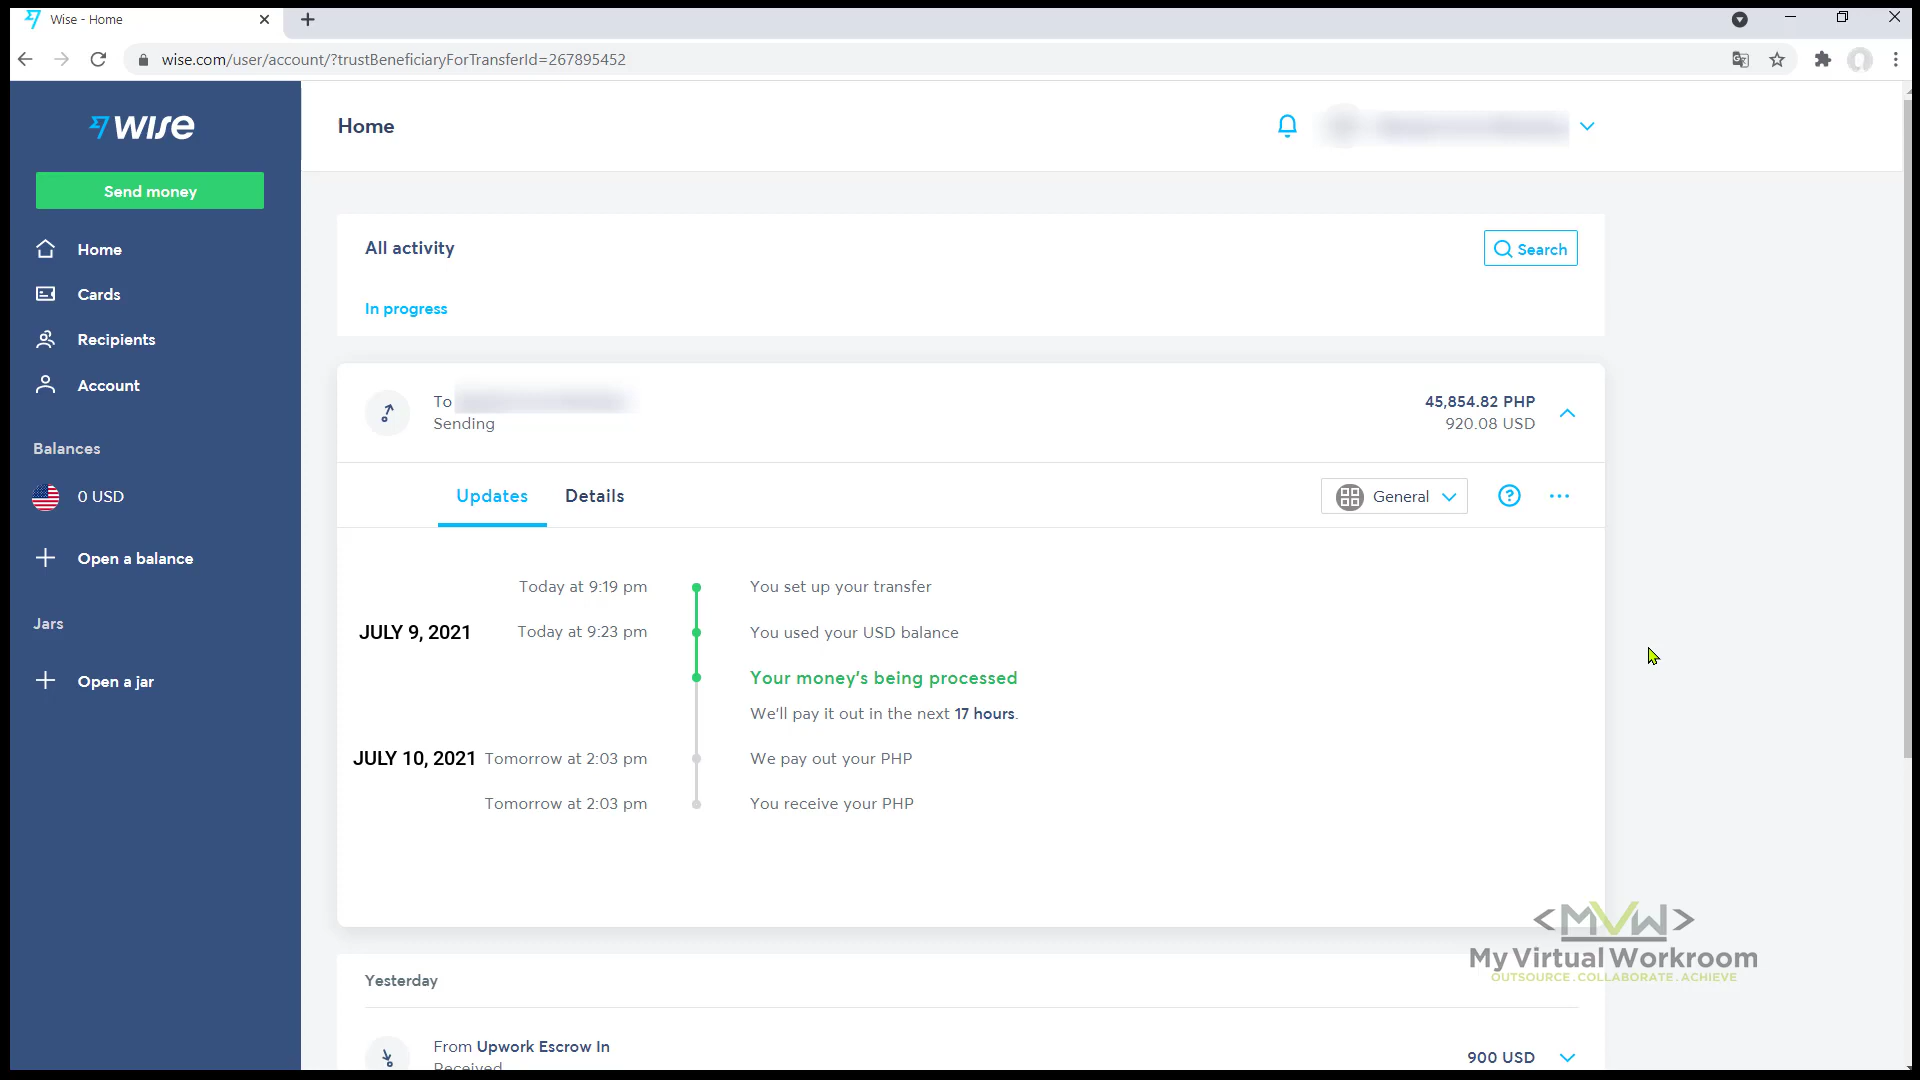 Wise - Home
wise.com/user/account/?trustBeneficiaryForTransferId=267895452
wise
Home
Send money
Home
Cards
Recipients
Account
Balances
0 USD
Open a balance
Jars
Open a jar
All activity
Search
In progress
To
Sending
45,854.82 PHP
920.08 USD
Updates
Details
General
Today at 9:19 pm
You set up your transfer
JULY 9, 2021
Today at 9:23 pm
You used your USD balance
Your money's being processed
We'll pay it out in the next 17 hours.
JULY 10, 2021
Tomorrow at 2:03 pm
We pay out your PHP
Tomorrow at 2:03 pm
You receive your PHP
<MVW>
My Virtual Workroom
OUTSOURCE.COLLABORATE.ACHIEVE
Yesterday
From Upwork Escrow In
Received
900 USD